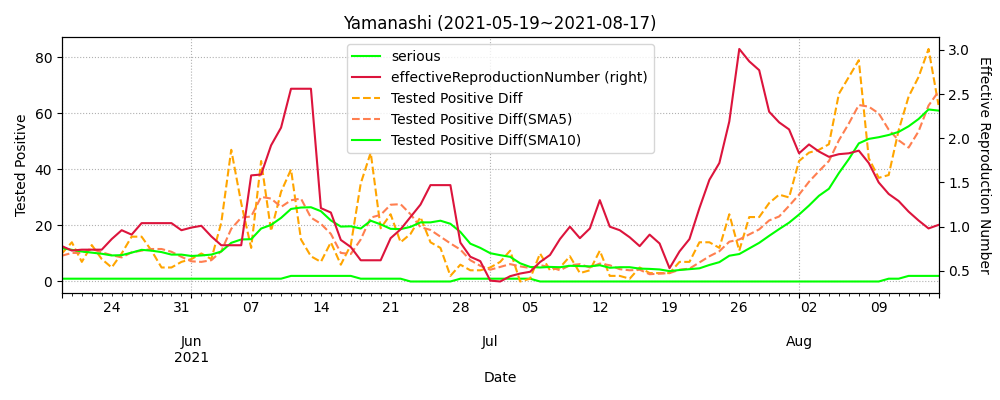 Yamanashi (2021-05-19~2021-08-17)
serious
effectiveReproductionNumber (right)
Tested Positive Diff
Tested Positive Diff(SMA5)
Tested Positive Diff(SMA10)
Tested Positive
80
60
40
20
0
Effective Reproduction Number
3.0
2.5
2.0
1.5
1.0
0.5
24 31 07 14 21 28 05 12 19 26 02 09
Jun Jul Aug
2021
Date